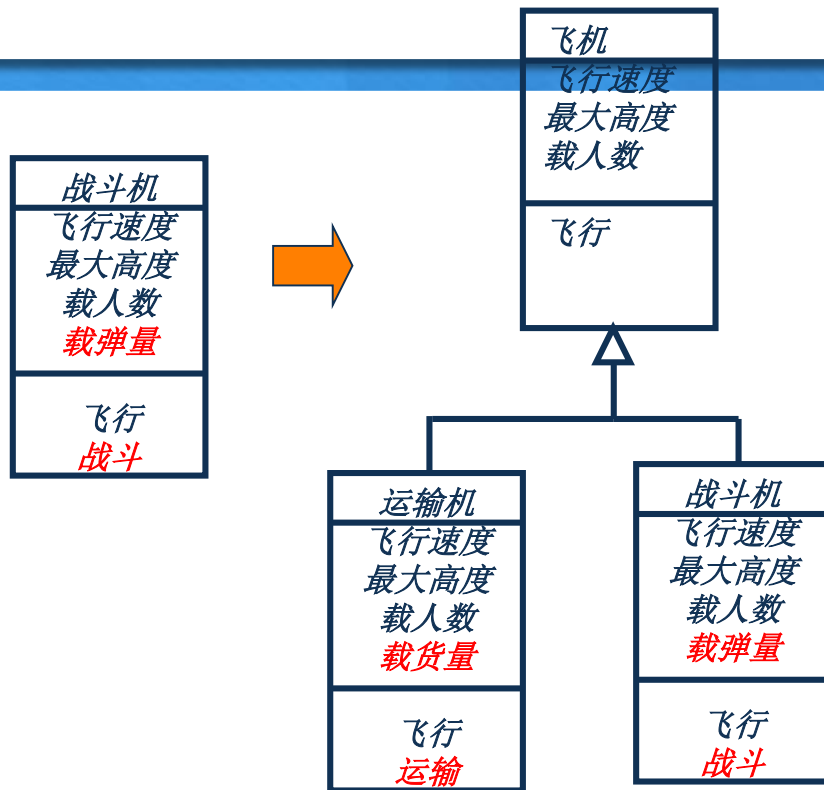 飞机
飞行速度
最大高度
载人数
飞行
战斗机
飞行速度
最大高度
载人数
载弹量
飞行
战斗
运输机
飞行速度
最大高度
载人数
载货量
飞行
运输
战斗机
飞行速度
最大高度
载人数
载弹量
飞行
战斗